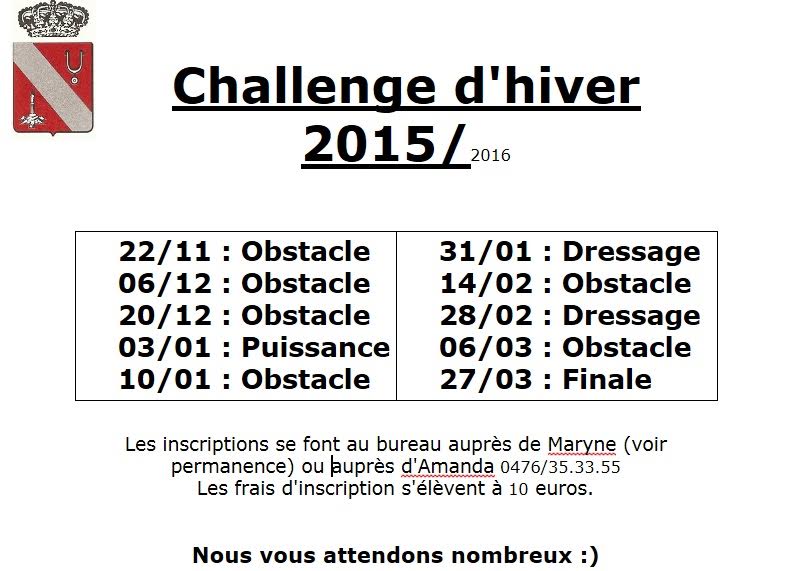 Challenge d'hiver
2015/2016
22/11 : Obstacle
06/12 : Obstacle
20/12 : Obstacle
03/01 : Puissance
10/01 : Obstacle
31/01 : Dressage
14/02 : Obstacle
28/02 : Dressage
06/03 : Obstacle
27/03 : Finale
Les inscriptions se font au bureau auprès de Maryne (voir
permanence) ou auprès d'Amanda 0476/35.33.55
Les frais d'inscription s'élèvent à 10 euros.
Nous vous attendons nombreux :)